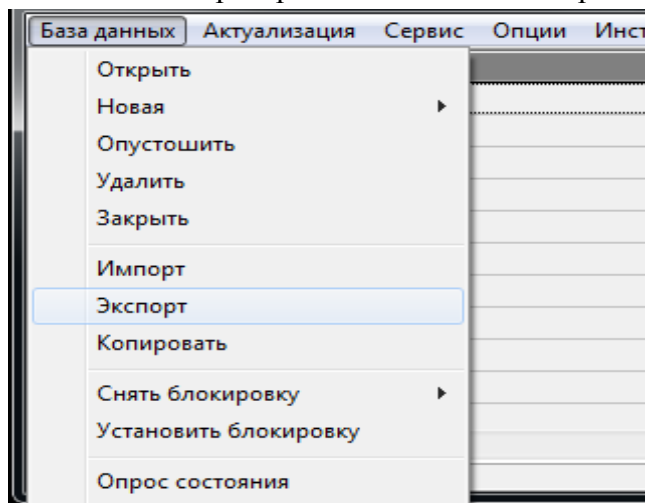 База данных Актуализация Сервис Опции Инст
Открыть
Новая
Опустошить
Удалить
Закрыть
Импорт
Экспорт
Копировать
Снять блокировку
Установить блокировку
Опрос состояния